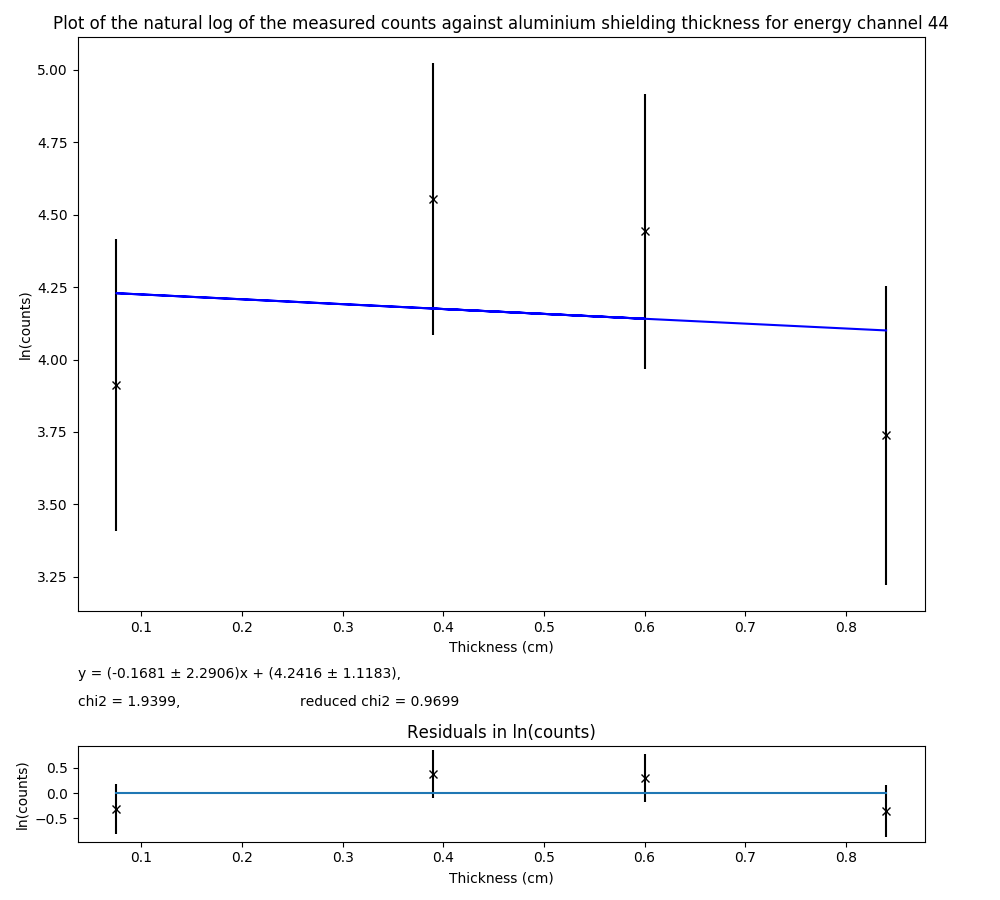 Plot of the natural log of the measured counts against aluminium shielding thickness for energy channel 44
5.00
4.75
4.50
4.25
4.00
3.75
3.50
3.25
ln(counts)
0.1 0.2 0.3 0.4 0.5 0.6 0.7 0.8
Thickness (cm)
y = (-0.1681 ± 2.2906)x + (4.2416 ± 1.1183),
chi2 = 1.9399, reduced chi2 = 0.9699
Residuals in ln(counts)
0.5
0.0
−0.5
ln(counts)
0.1 0.2 0.3 0.4 0.5 0.6 0.7 0.8
Thickness (cm)